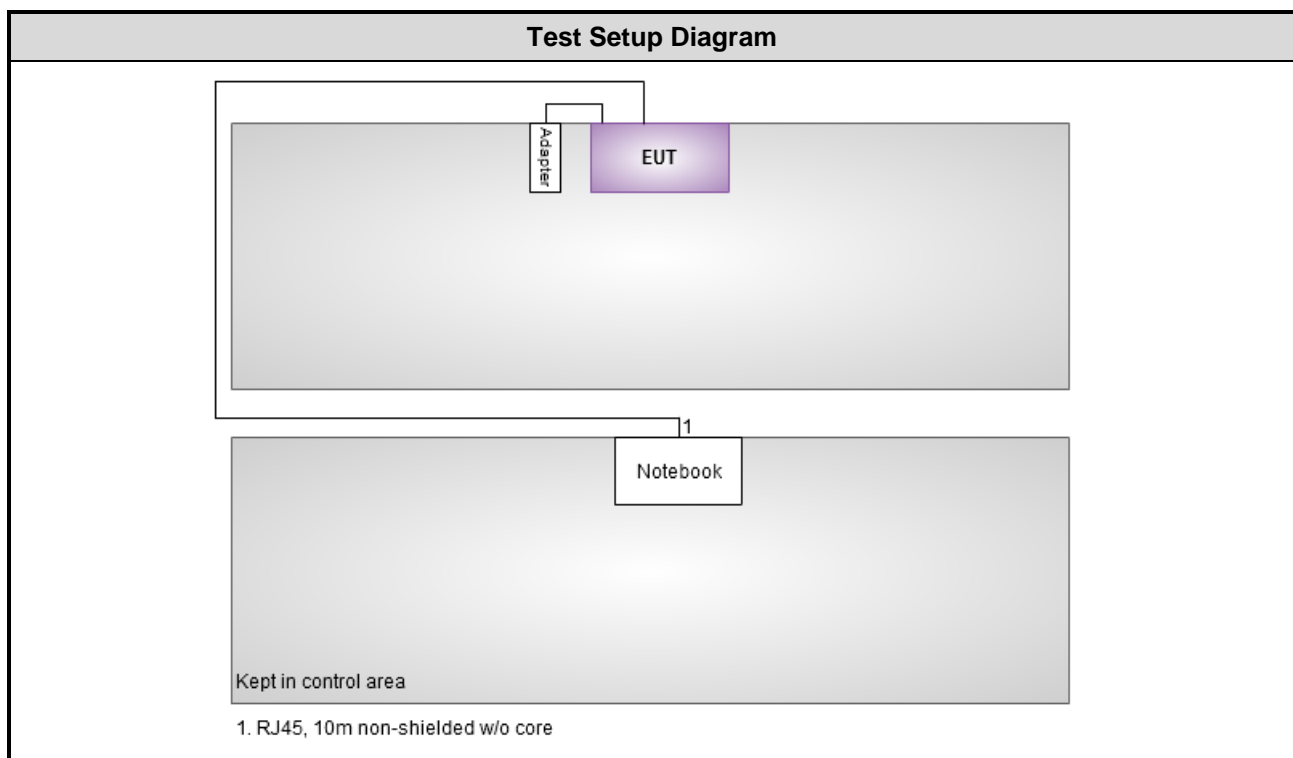 Test Setup Diagram
Adapter
EUT
1
Notebook
Kept in control area
1. RJ45, 10m non-shielded w/o core